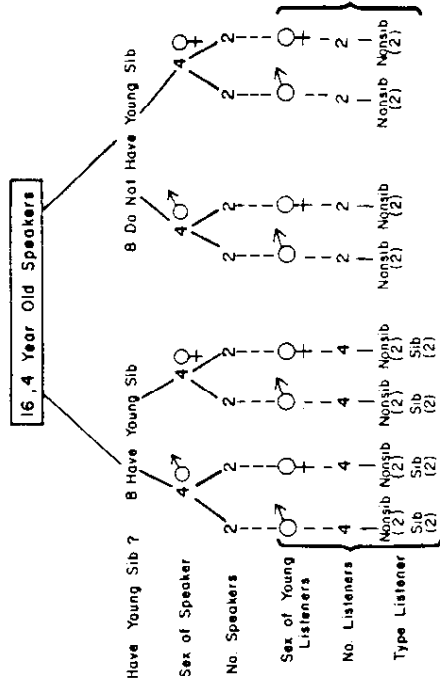 16, 4 Year Old Speakers
Have Young Sib ? 8 Have Young Sib 8 Do Not Have Young Sib
Sex of Speaker 4 ♂ 4 ♀ 4 ♂ 4 ♀
No. Speakers 2 2 2 2 2 2 2 2
Sex of Young ♂ ♀ ♂ ♀ ♂ ♀ ♂ ♀
Listeners
No. Listeners 4 4 4 4 2 2 2 2
Type Listener Nonsib Nonsib Nonsib Nonsib Nonsib Nonsib Nonsib Nonsib
(2) (2) (2) (2) (2) (2) (2) (2)
Sib Sib Sib Sib
(2) (2) (2) (2)